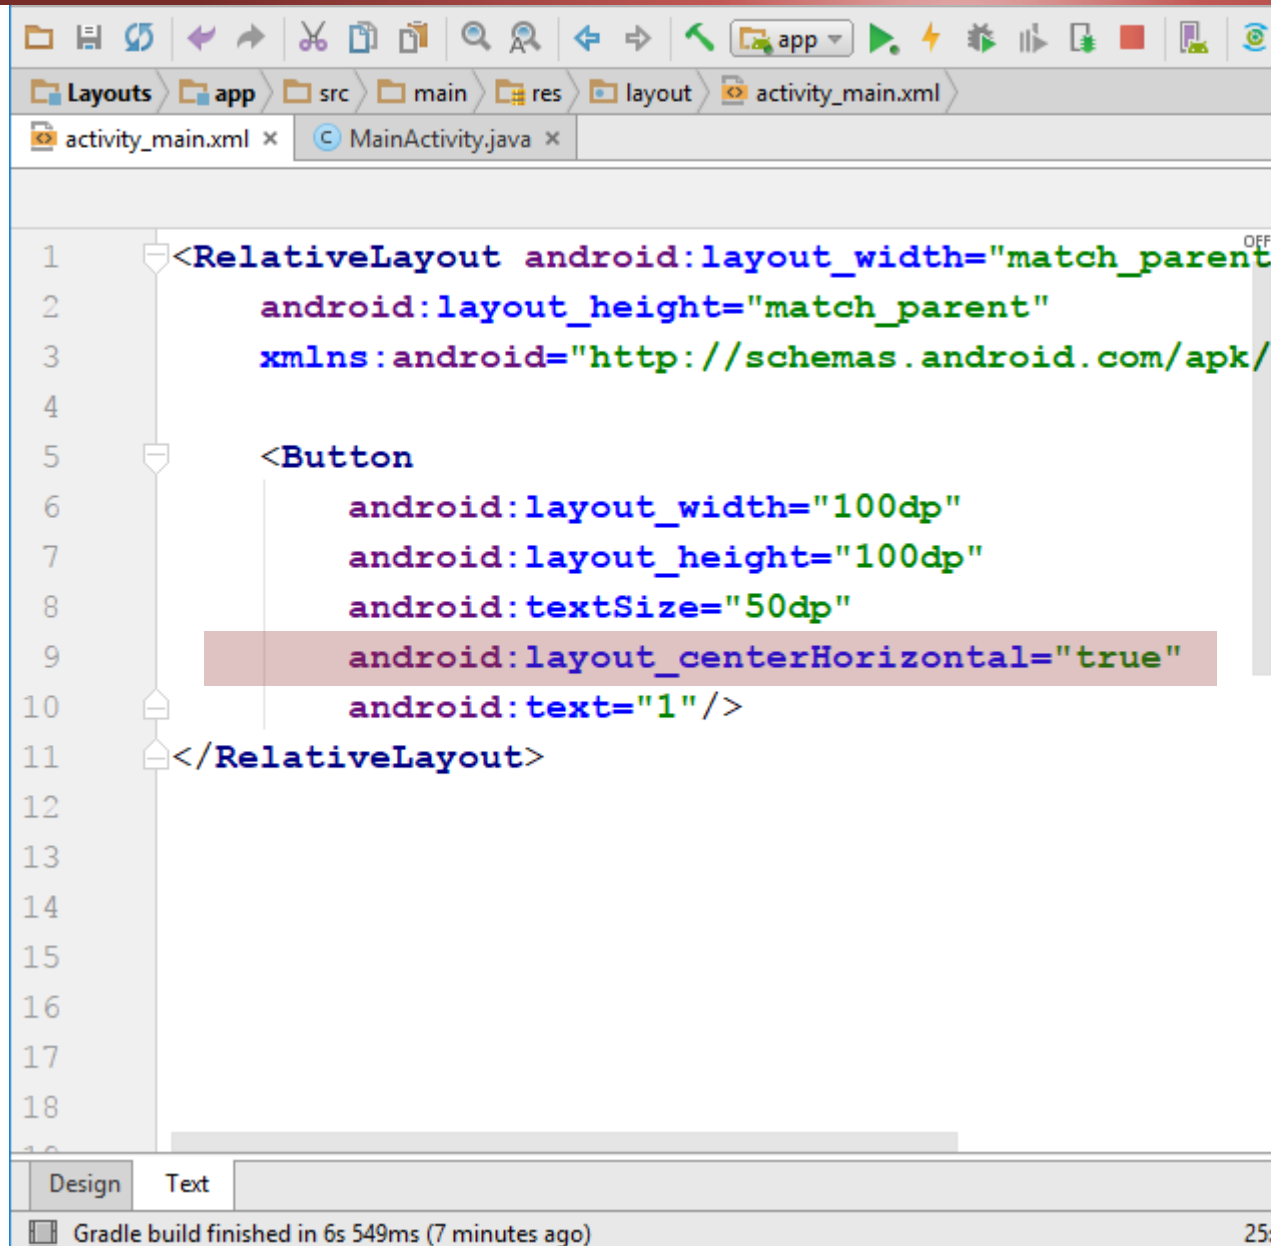 app
Layouts app src main res layout activity_main.xml
activity_main.xml MainActivity.java
OFF
1 <RelativeLayout android:layout_width="match_parent
2 android:layout_height="match_parent"
3 xmlns:android="http://schemas.android.com/apk/
4
5 <Button
6 android:layout_width="100dp"
7 android:layout_height="100dp"
8 android:textSize="50dp"
9 android:layout_centerHorizontal="true"
10 android:text="1"/>
11 </RelativeLayout>
12
13
14
15
16
17
18
Design Text
Gradle build finished in 6s 549ms (7 minutes ago)